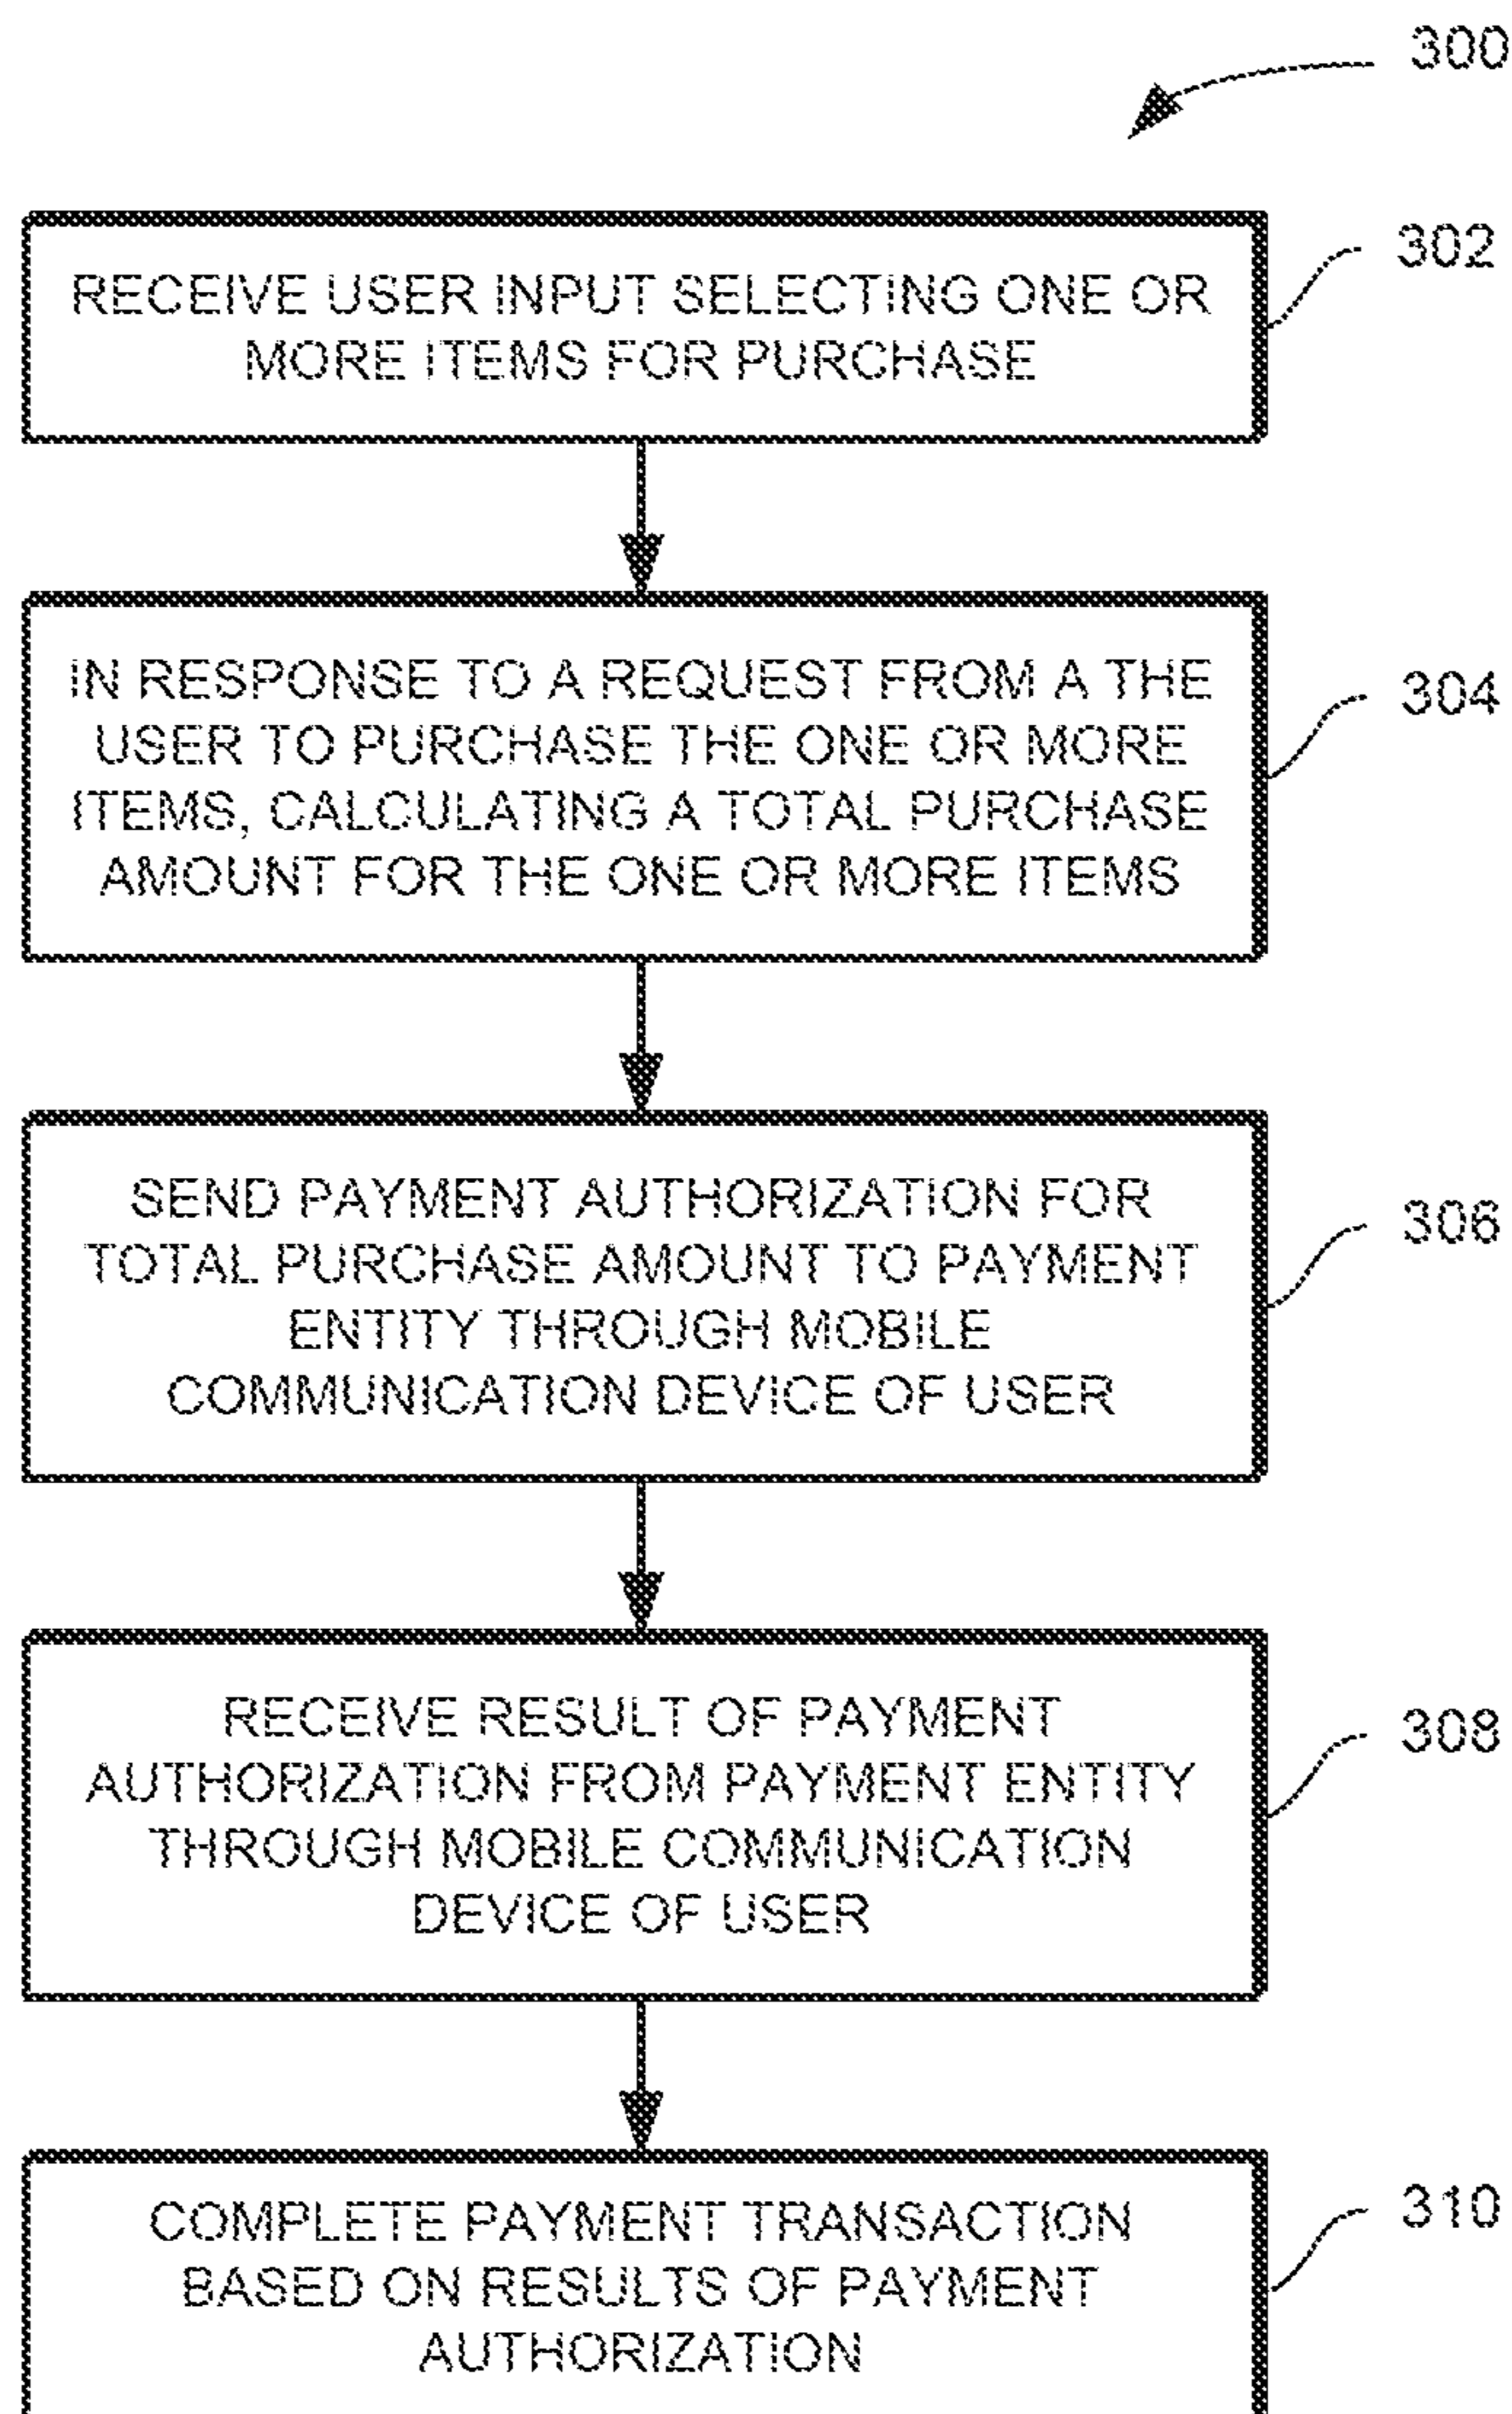 300
RECEIVE USER INPUT SELECTING ONE OR
MORE ITEMS FOR PURCHASE
302
IN RESPONSE TO A REQUEST FROM A THE
USER TO PURCHASE THE ONE OR MORE
ITEMS, CALCULATING A TOTAL PURCHASE
AMOUNT FOR THE ONE OR MORE ITEMS
304
SEND PAYMENT AUTHORIZATION FOR
TOTAL PURCHASE AMOUNT TO PAYMENT
ENTITY THROUGH MOBILE
COMMUNICATION DEVICE OF USER
306
RECEIVE RESULT OF PAYMENT
AUTHORIZATION FROM PAYMENT ENTITY
THROUGH MOBILE COMMUNICATION
DEVICE OF USER
308
COMPLETE PAYMENT TRANSACTION
BASED ON RESULTS OF PAYMENT
AUTHORIZATION
310